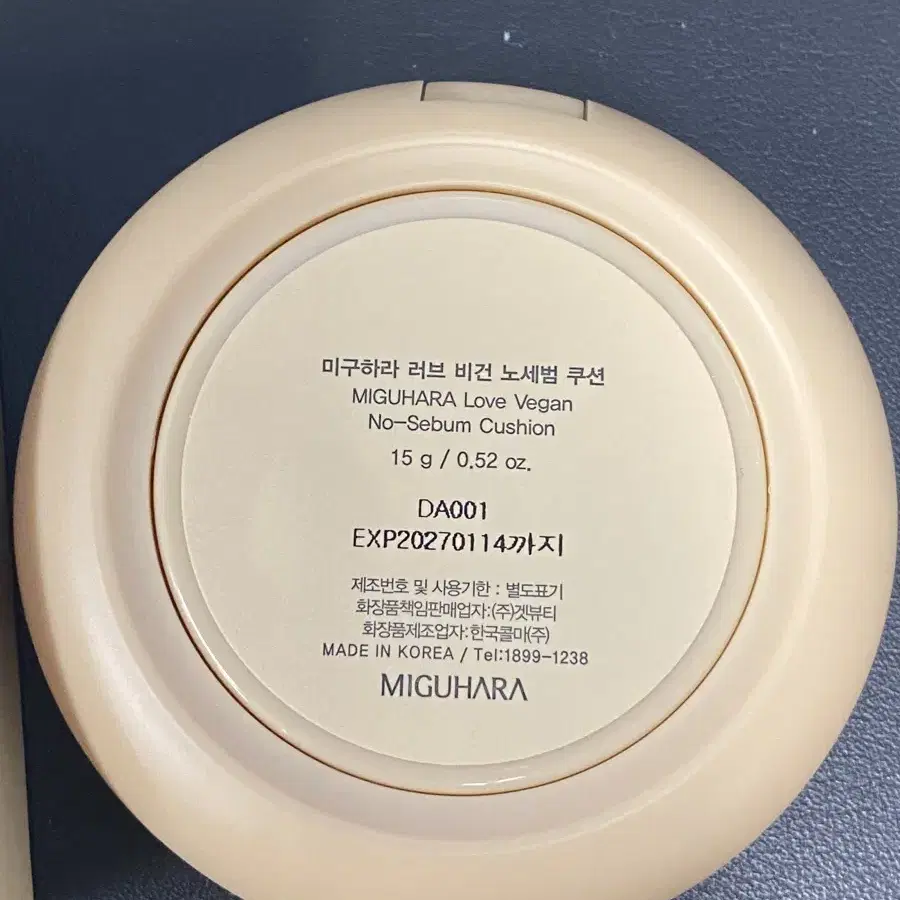 미구하라 러브 비건 노세범 쿠션
MIGUHARA Love Vegan
No-Sebum Cushion
15 g / 0.52 oz.
DA001
EXP20270114까지
제조번호 및 사용기한 : 별도표기
화장품책임판매업자:(주)겟뷰티
화장품제조업자:한국콜마(주)
MADE IN KOREA / Tel:1899-1238
MIGUHARA